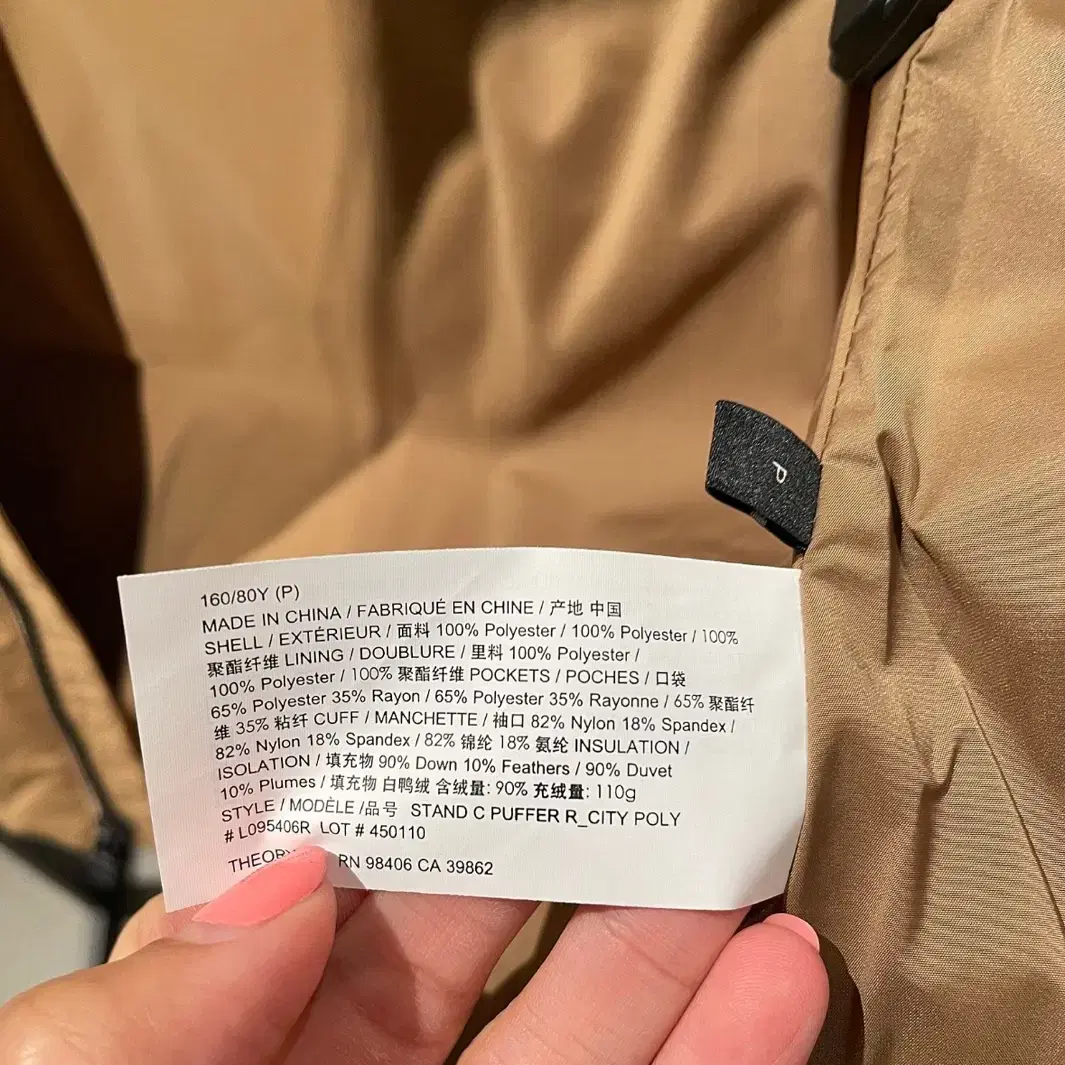 P
160/80Y (P)
MADE IN CHINA / FABRIQUÉ EN CHINE / 产地 中国
SHELL / EXTÉRIEUR / 面料 100% Polyester / 100% Polyester / 100%
聚酯纤维 LINING / DOUBLURE / 里料 100% Polyester /
100% Polyester / 100% 聚酯纤维 POCKETS / POCHES / 口袋
65% Polyester 35% Rayon / 65% Polyester 35% Rayonne / 65% 聚酯纤
维 35% 粘纤 CUFF / MANCHETTE / 袖口 82% Nylon 18% Spandex /
82% Nylon 18% Spandex / 82% 锦纶 18% 氨纶 INSULATION /
ISOLATION / 填充物 90% Down 10% Feathers / 90% Duvet
10% Plumes / 填充物 白鸭绒 含绒量: 90% 充绒量: 110g
STYLE / MODÈLE /品号 STAND C PUFFER R_CITY POLY
# L095406R LOT # 450110
THEORY RN 98406 CA 39862